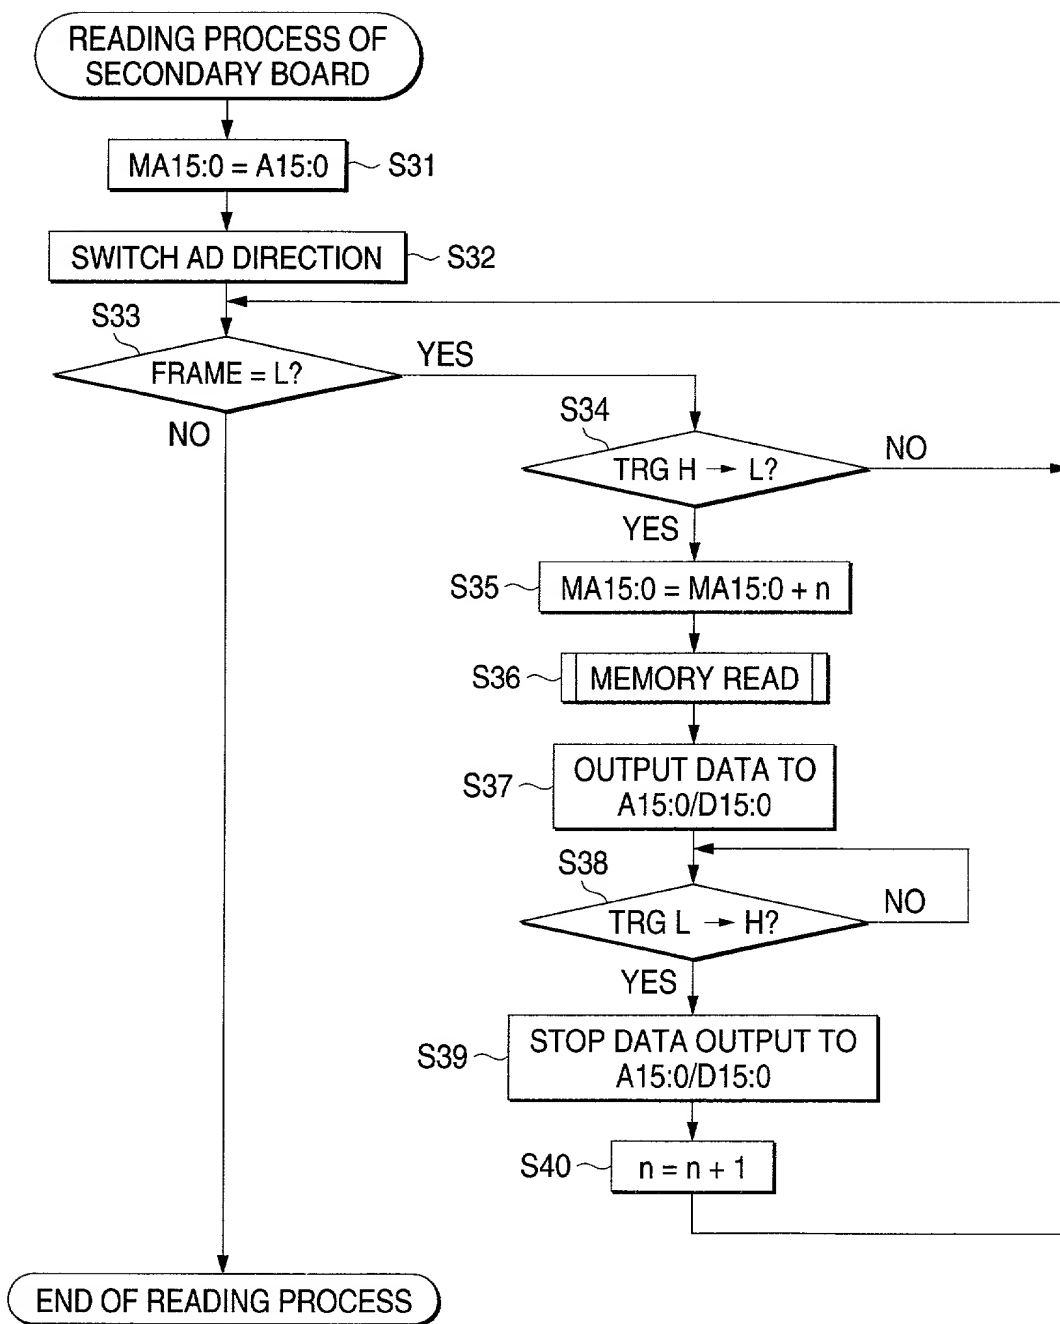 READING PROCESS OF
SECONDARY BOARD
MA15:0 = A15:0
S31
SWITCH AD DIRECTION
S32
S33
FRAME = L?
YES
NO
S34
TRG H → L?
NO
YES
S35
MA15:0 = MA15:0 + n
S36
MEMORY READ
S37
OUTPUT DATA TO
A15:0/D15:0
S38
TRG L → H?
NO
YES
S39
STOP DATA OUTPUT TO
A15:0/D15:0
S40
n = n + 1
END OF READING PROCESS